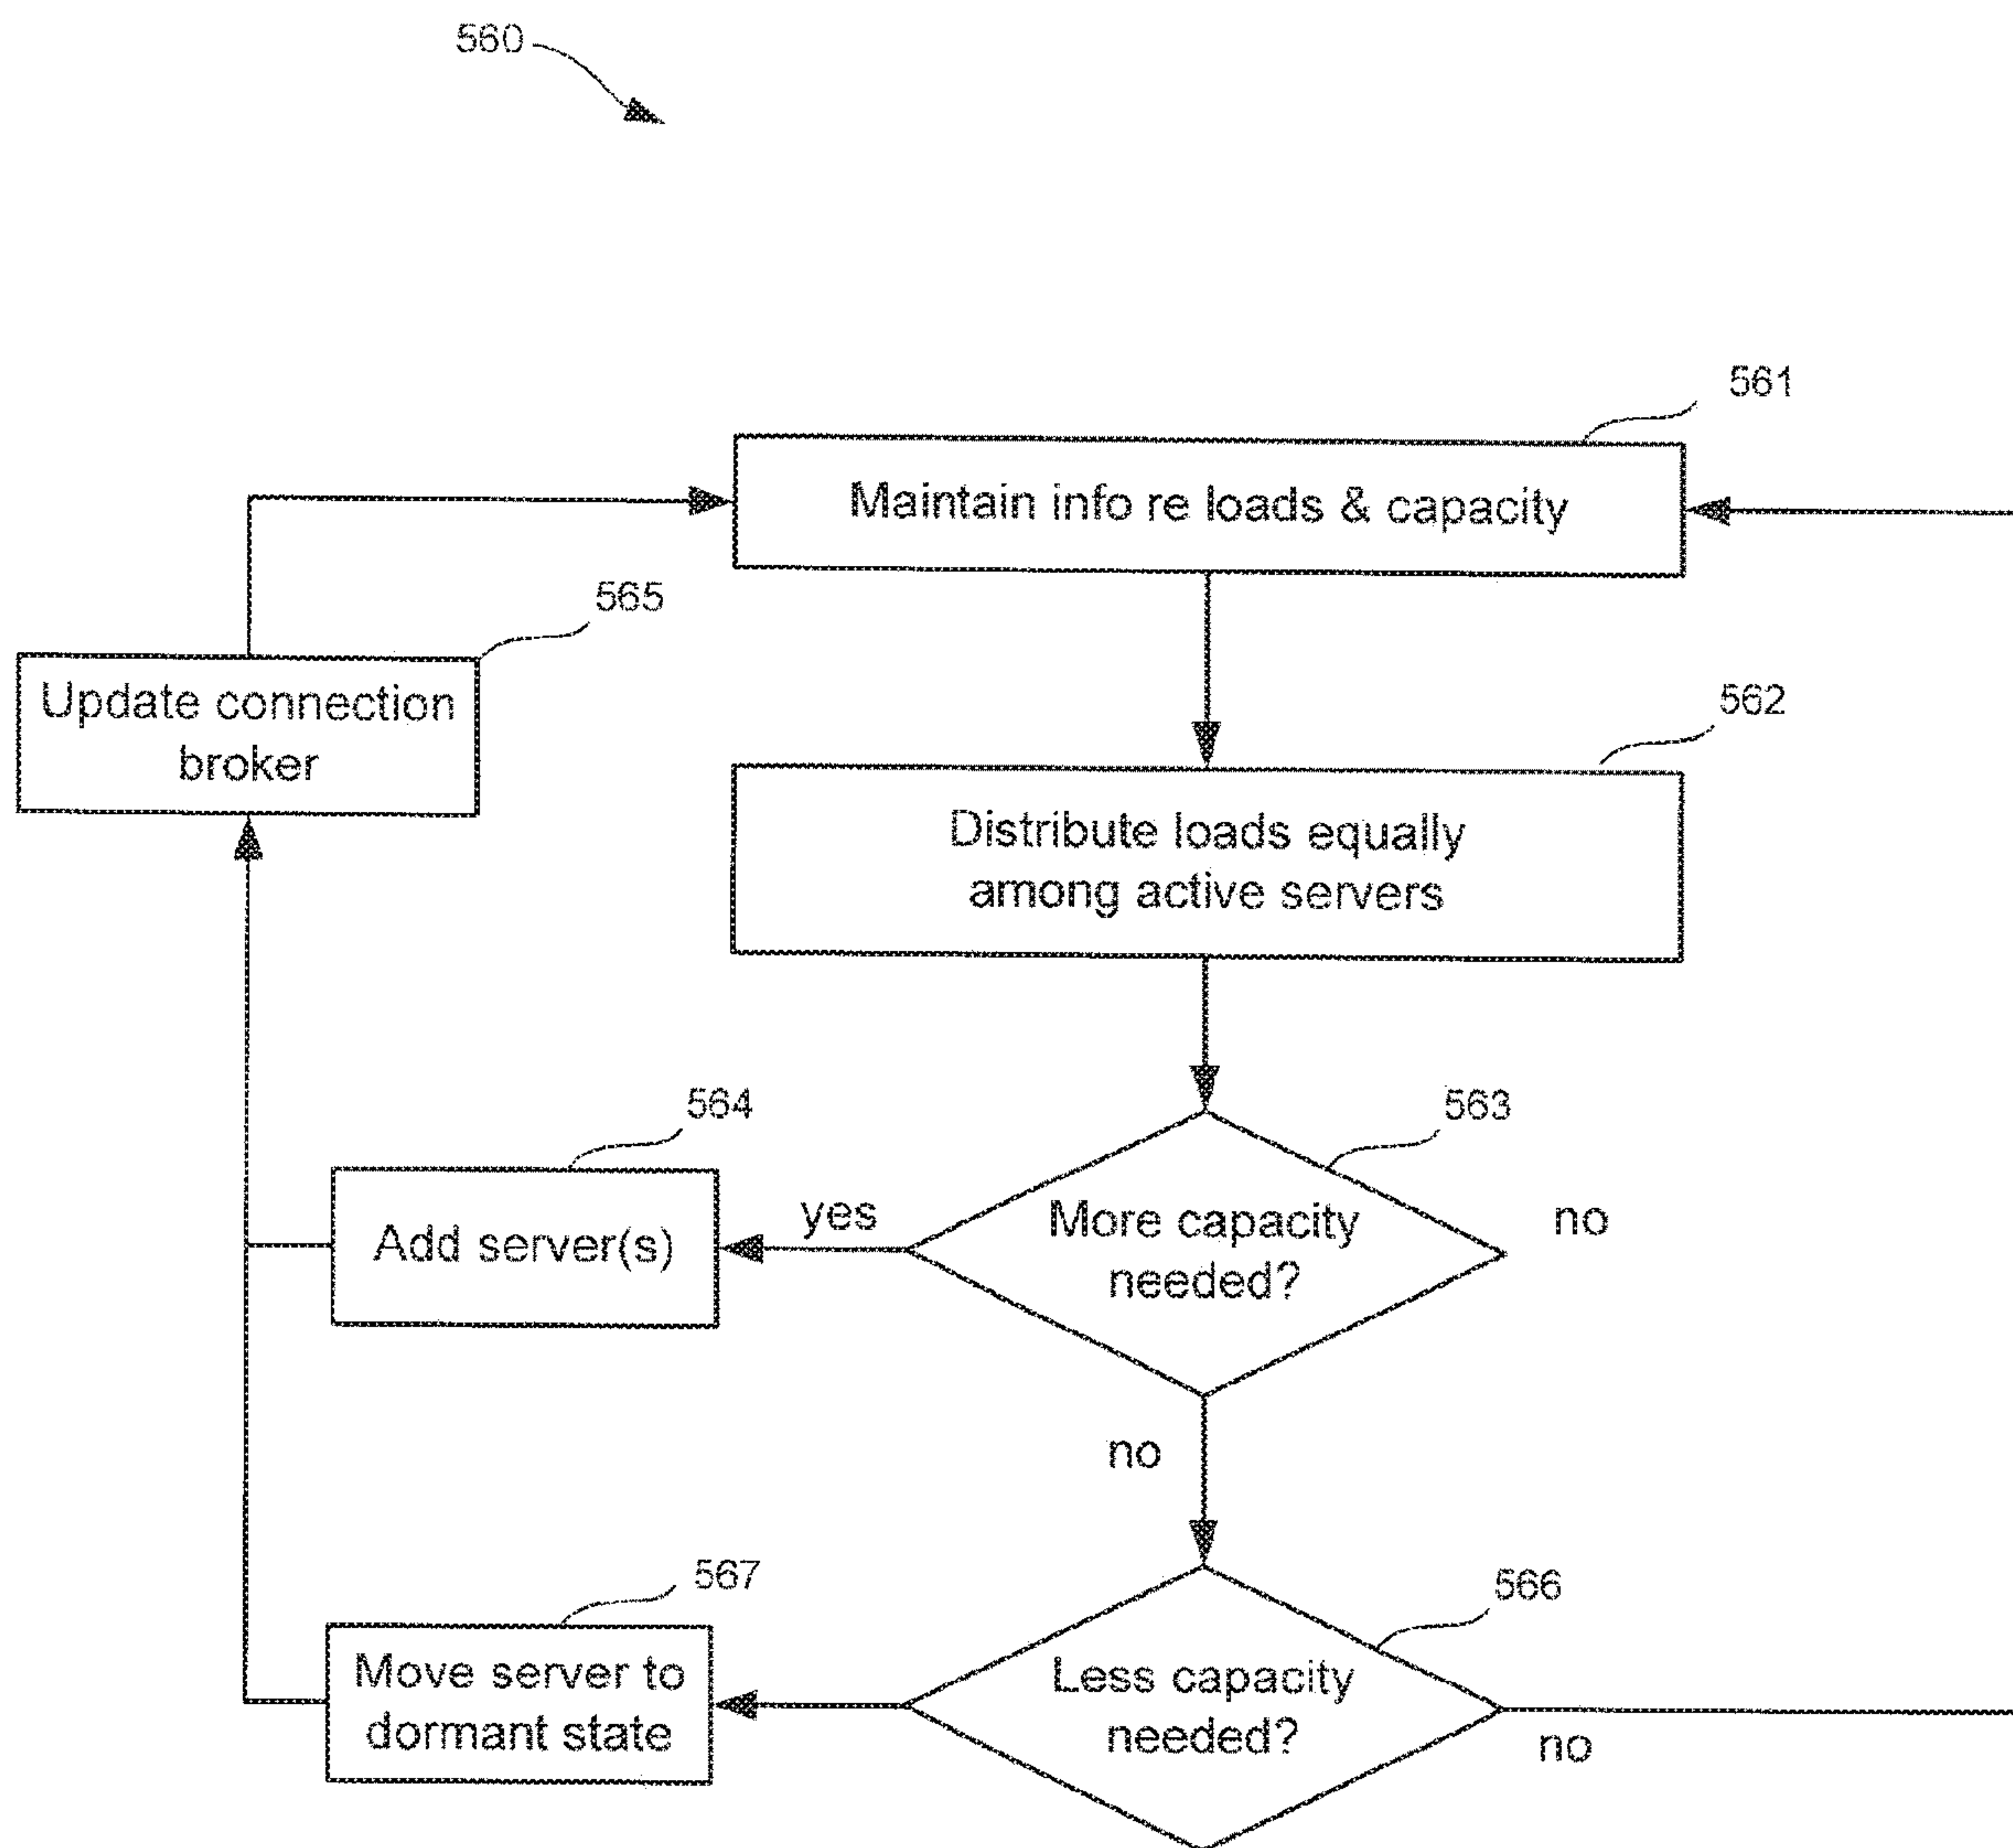 560
561
Maintain info re loads & capacity
565
Update connection
broker
562
Distribute loads equally
among active servers
564
563
Add server(s)
yes
More capacity
needed?
no
no
567
566
Move server to
dormant state
Less capacity
needed?
no